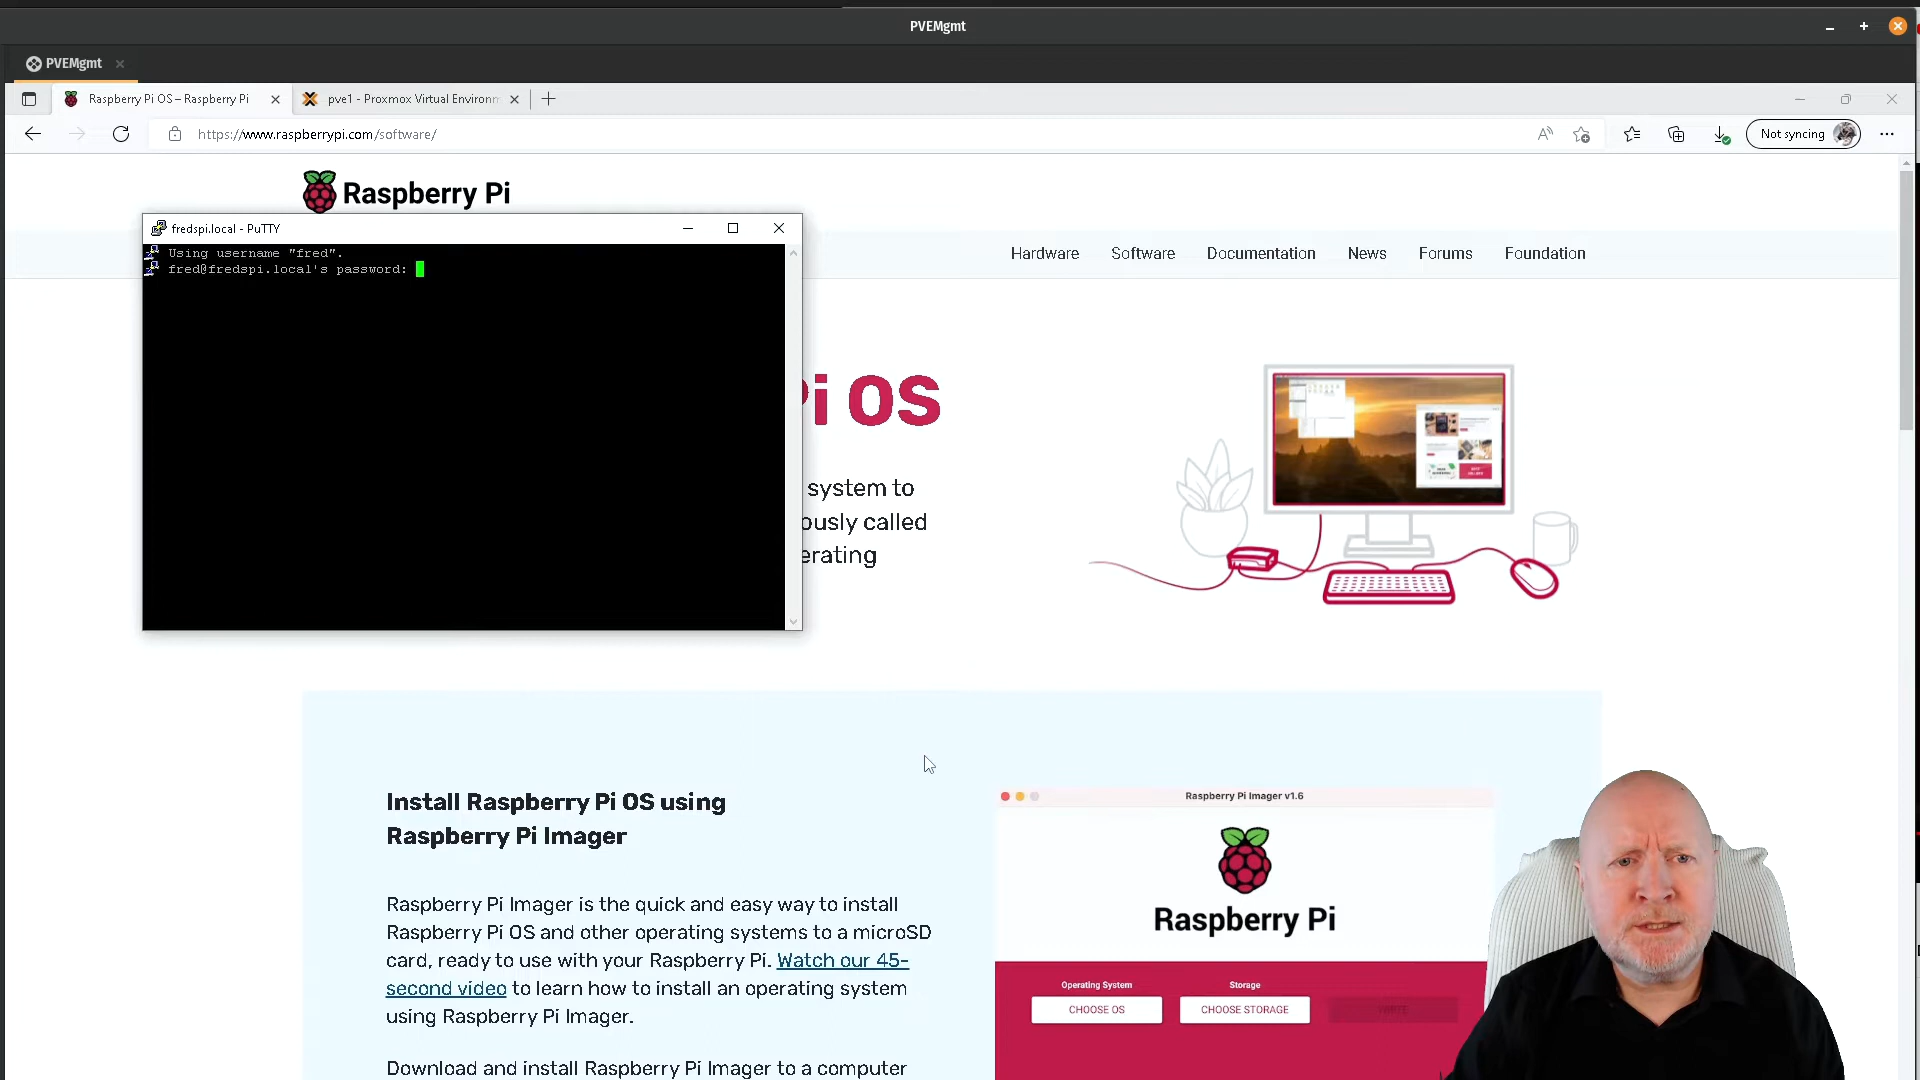 PVEMgmt
PVEMgmt
Raspberry Pi OS – Raspberry Pi
pve1 - Proxmox Virtual Environm
https://www.raspberrypi.com/software/
Not syncing
Raspberry Pi
fredspi.local - PuTTY
Using username "fred".
fred@fredspi.local's password:
Hardware
Software
Documentation
News
Forums
Foundation
Pi OS
system to
ously called
erating
Install Raspberry Pi OS using
Raspberry Pi Imager
Raspberry Pi Imager is the quick and easy way to install
Raspberry Pi OS and other operating systems to a microSD
card, ready to use with your Raspberry Pi. Watch our 45-
second video to learn how to install an operating system
using Raspberry Pi Imager.
Download and install Raspberry Pi Imager to a computer
Raspberry Pi Imager v1.6
Raspberry Pi
Operating System
Storage
CHOOSE OS
CHOOSE STORAGE
WRITE